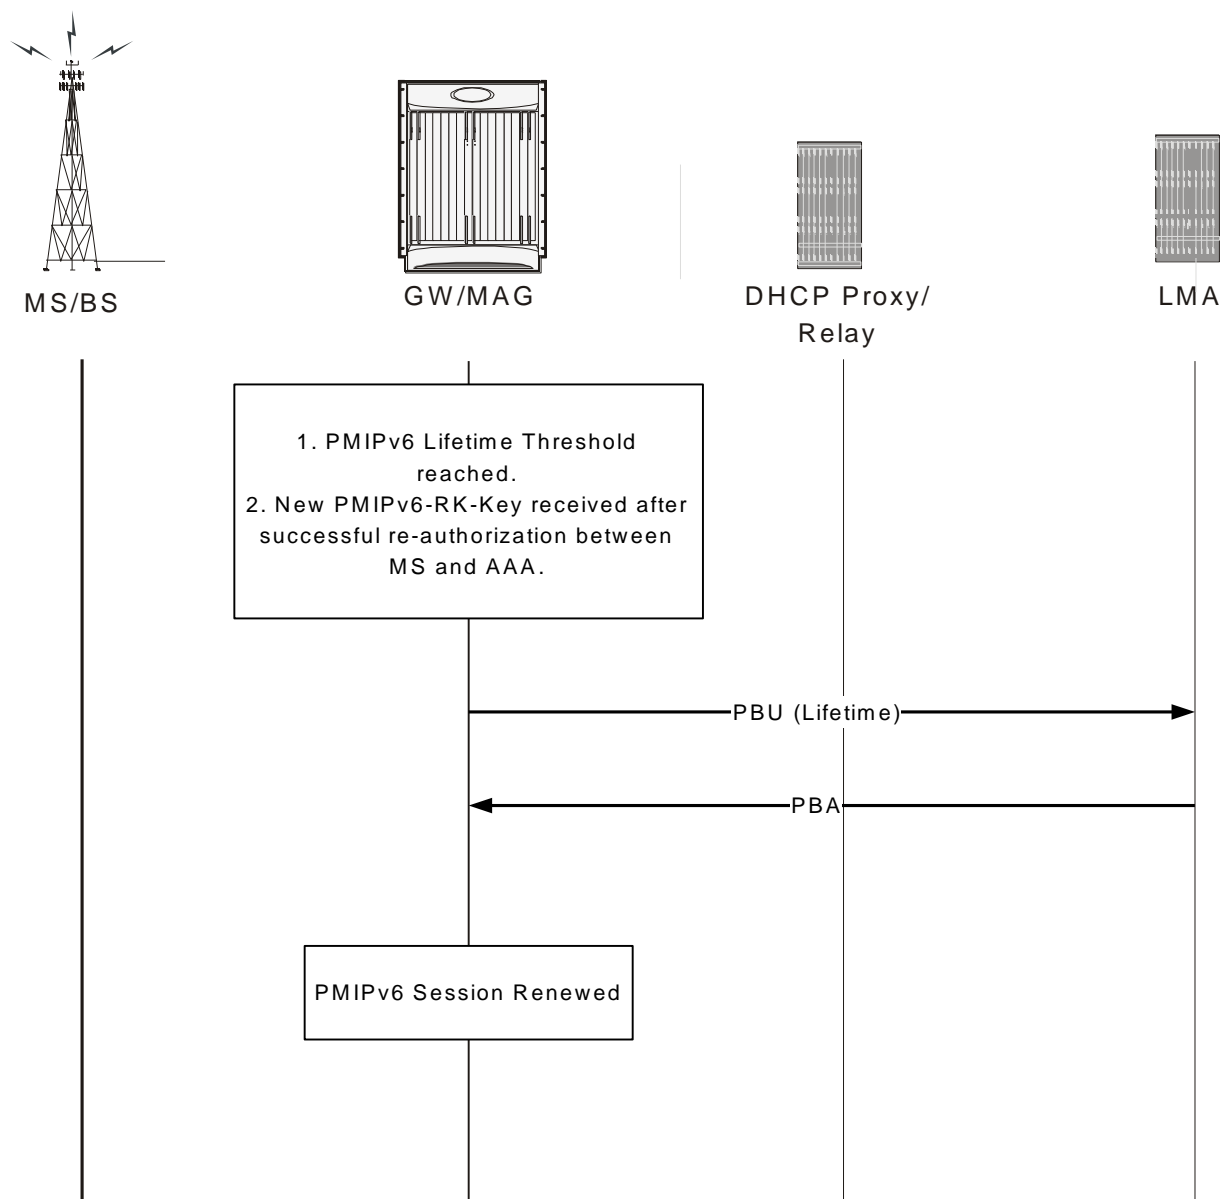 MS/BS
GW/MAG
DHCP Proxy/
Relay
LMA
1. PMIPv6 Lifetime Threshold
reached.
2. New PMIPv6-RK-Key received after
successful re-authorization between
MS and AAA.
PBU (Lifetime)
PBA
PMIPv6 Session Renewed